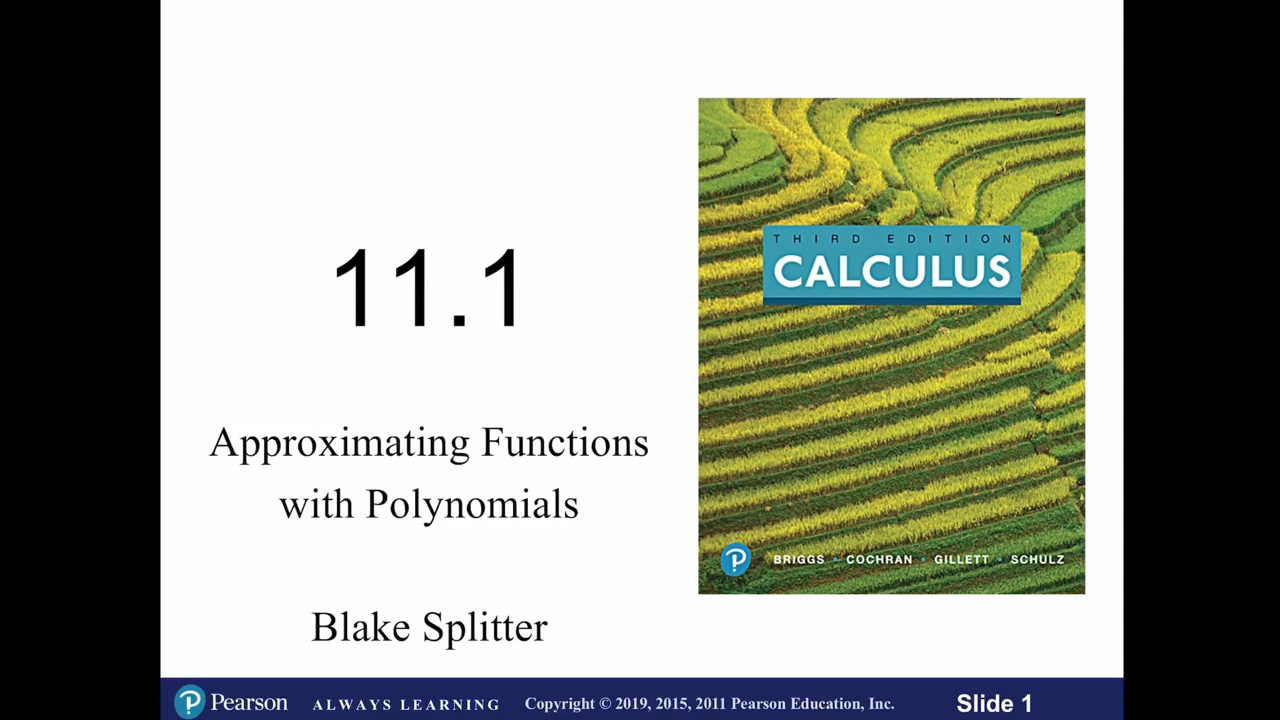 11.1
Approximating Functions
with Polynomials
Blake Splitter
THIRD EDITION
CALCULUS
BRIGGS • COCHRAN • GILLETT • SCHULZ
Pearson
ALWAYS LEARNING
Copyright © 2019, 2015, 2011 Pearson Education, Inc.
Slide 1